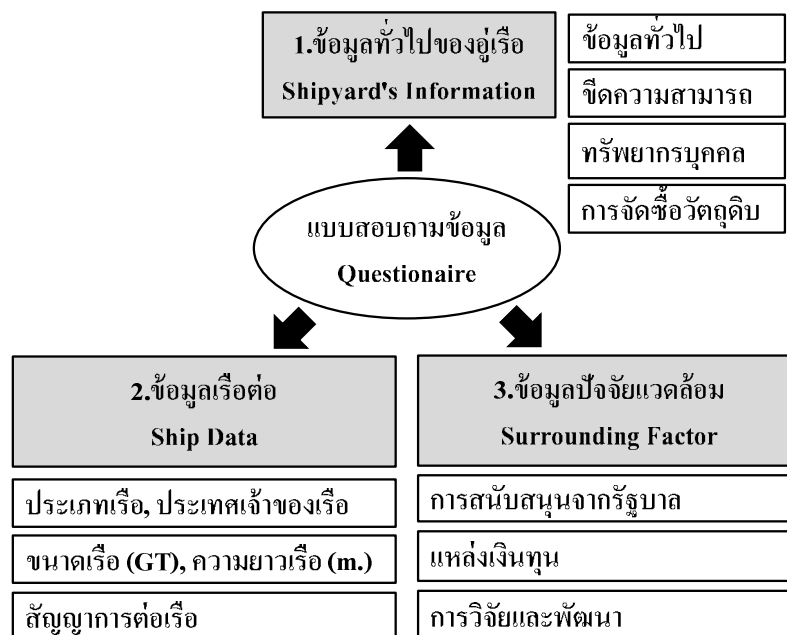 1.ข้อมูลทั่วไปของอู่เรือ
Shipyard's Information
ข้อมูลทั่วไป
ขีดความสามารถ
ทรัพยากรบุคคล
การจัดซื้อวัตถุดิบ
แบบสอบถามข้อมูล
Questionaire
2.ข้อมูลเรือต่อ
Ship Data
ประเภทเรือ, ประเทศเจ้าของเรือ
ขนาดเรือ (GT), ความยาวเรือ (m.)
สัญญาการต่อเรือ
3.ข้อมูลปัจจัยแวดล้อม
Surrounding Factor
การสนับสนุนจากรัฐบาล
แหล่งเงินทุน
การวิจัยและพัฒนา